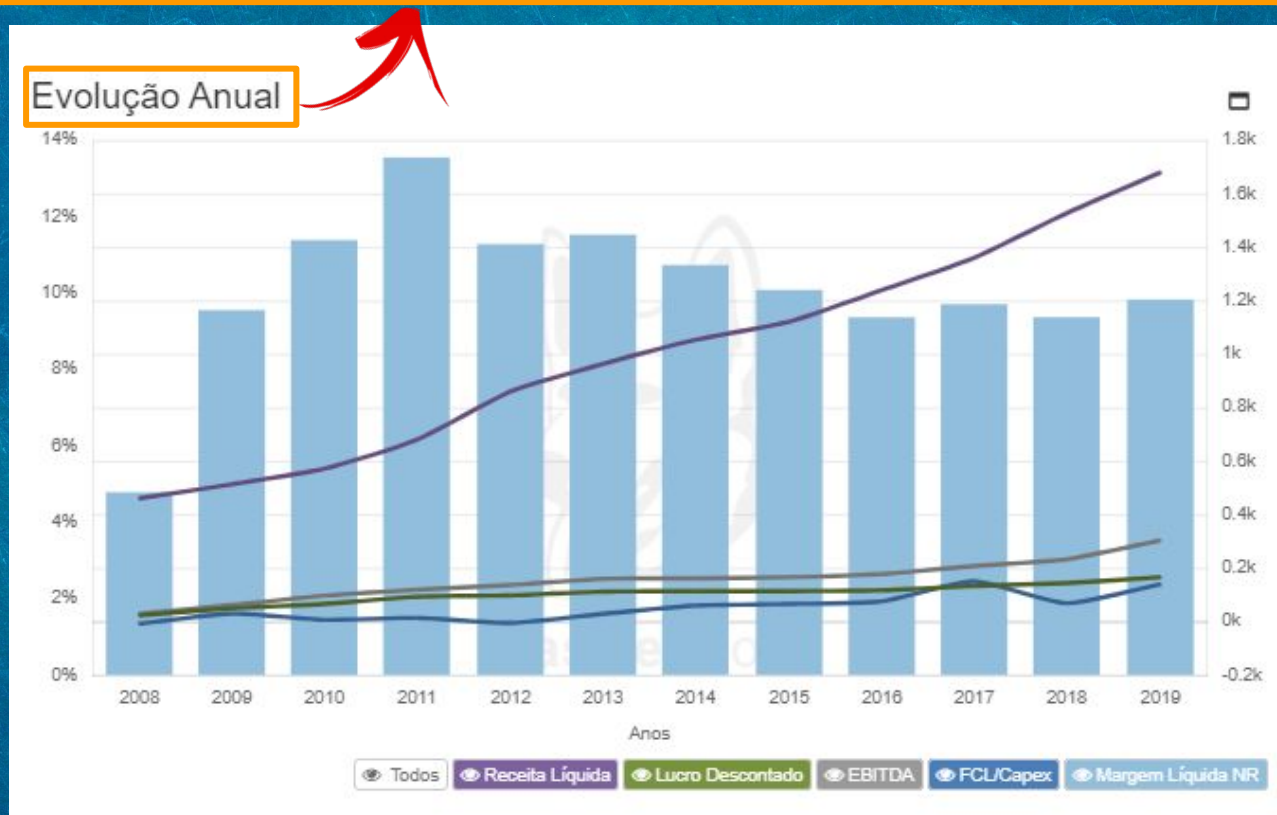 Evolução Anual
14%
12%
10%
8%
6%
4%
2%
0%
1.8k
1.6k
1.4k
1.2k
1k
0.8k
0.6k
0.4k
0.2k
0k
-0.2k
2008 2009 2010 2011 2012 2013 2014 2015 2016 2017 2018 2019
Anos
Todos Receita Líquida Lucro Descontado EBITDA FCL/Capex Margem Líquida NR